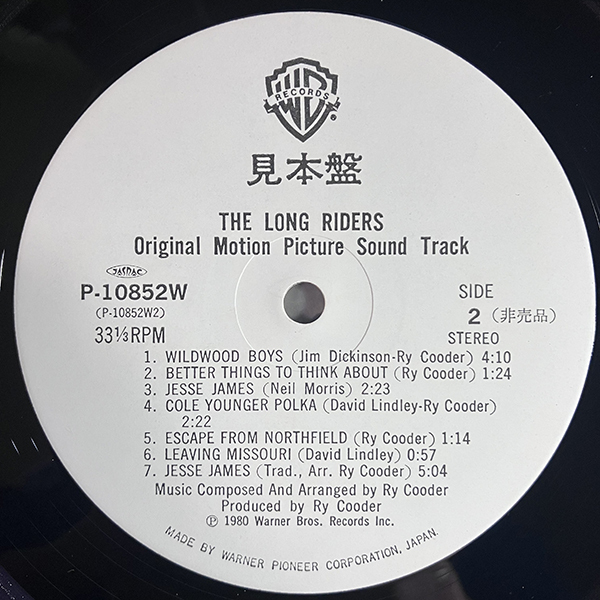 WB
RECORDS
®
見本盤
THE LONG RIDERS
Original Motion Picture Sound Track
JASRAC
P-10852W
(P-10852W2)
33⅓RPM
SIDE
2 (非売品)
STEREO
1. WILDWOOD BOYS (Jim Dickinson-Ry Cooder) 4:10
2. BETTER THINGS TO THINK ABOUT (Ry Cooder) 1:24
3. JESSE JAMES (Neil Morris) 2:23
4. COLE YOUNGER POLKA (David Lindley-Ry Cooder)
2:22
5. ESCAPE FROM NORTHFIELD (Ry Cooder) 1:14
6. LEAVING MISSOURI (David Lindley) 0:57
7. JESSE JAMES (Trad., Arr. Ry Cooder) 5:04
Music Composed And Arranged by Ry Cooder
Produced by Ry Cooder
℗ 1980 Warner Bros. Records Inc.
MADE BY WARNER PIONEER CORPORATION, JAPAN.